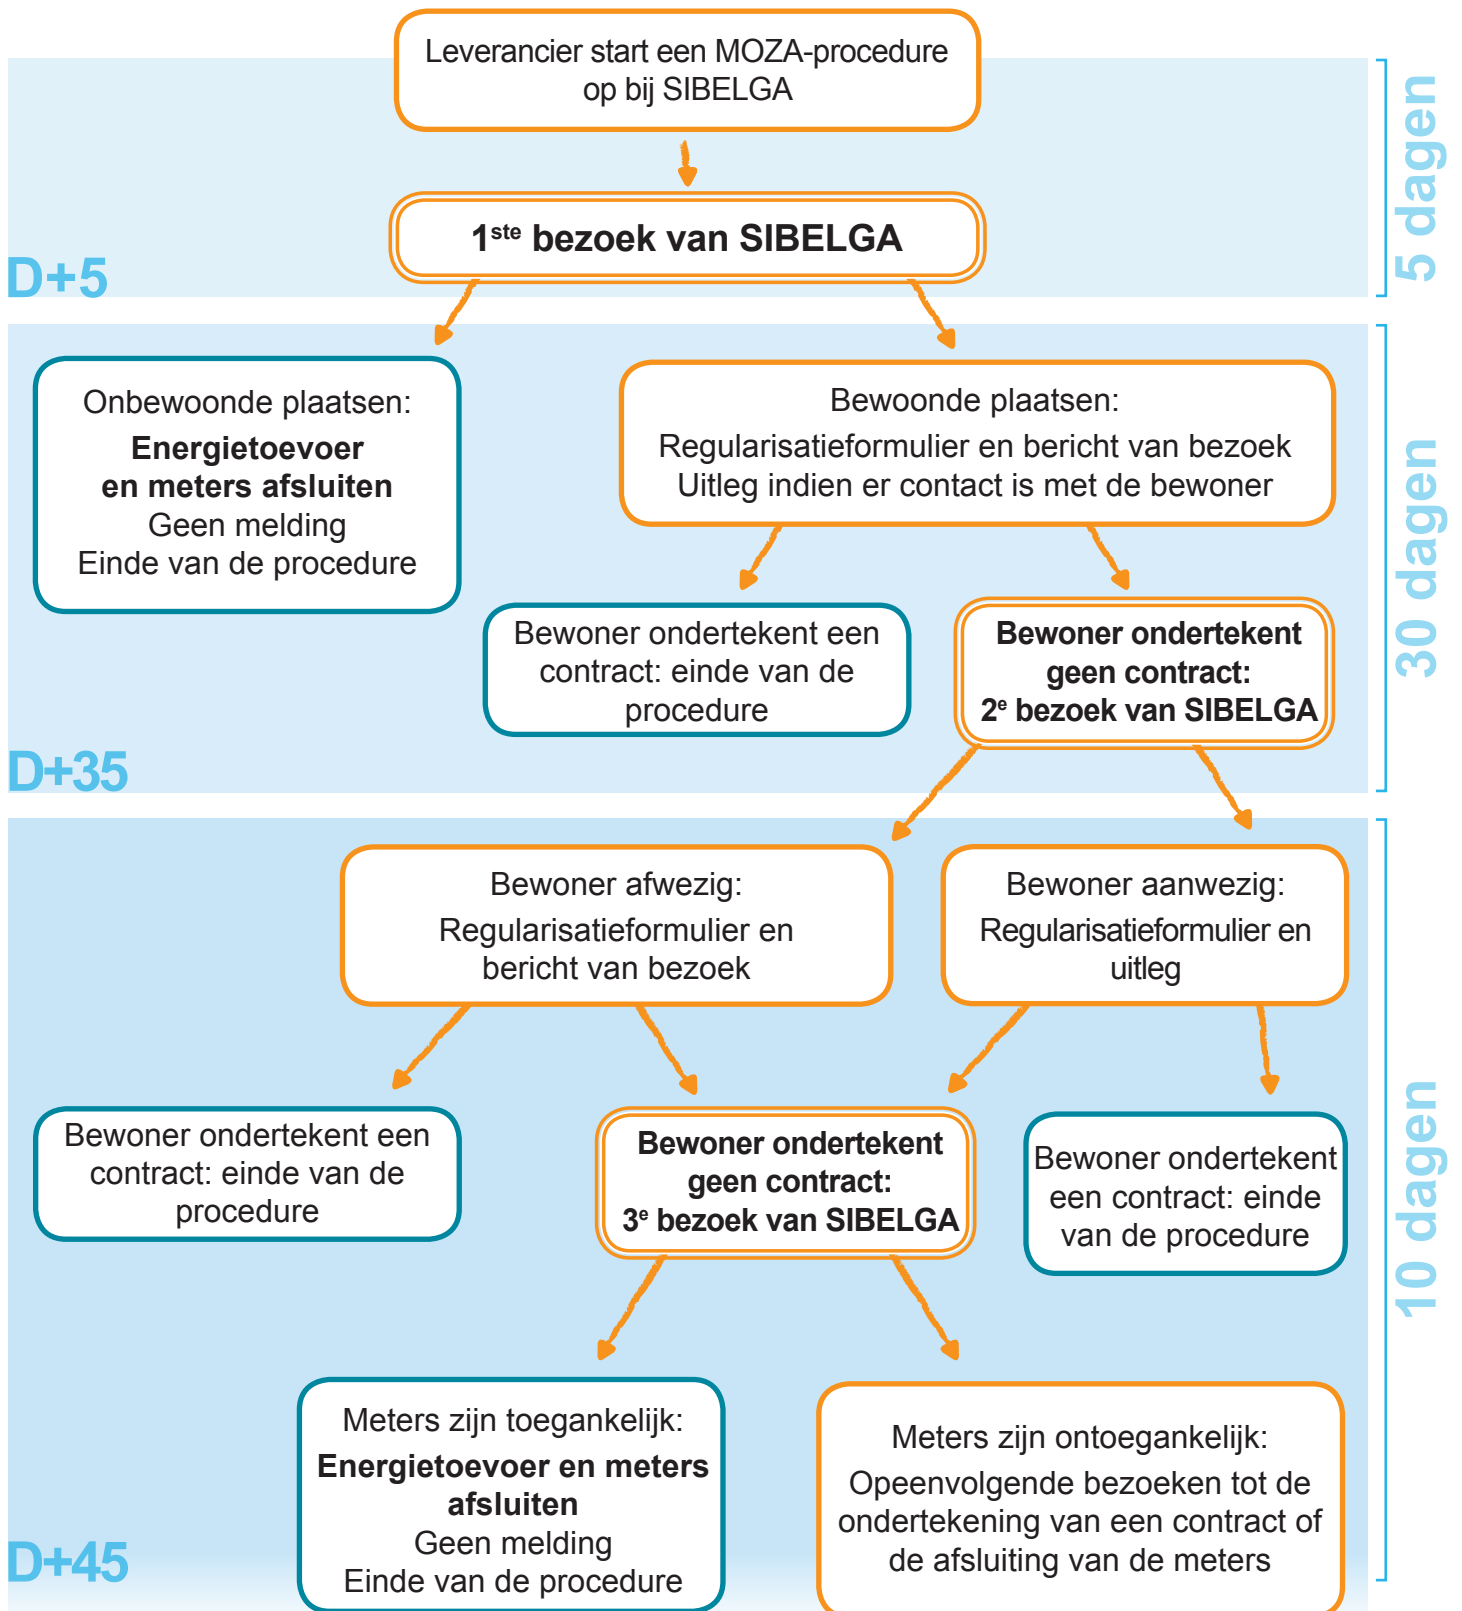 Leverancier start een MOZA-procedure
op bij SIBELGA
5 dagen
1ste bezoek van SIBELGA
D+5
Onbewoonde plaatsen:
Energietoevoer
en meters afsluiten
Geen melding
Einde van de procedure
Bewoonde plaatsen:
Regularisatieformulier en bericht van bezoek
Uitleg indien er contact is met de bewoner
30 dagen
Bewoner ondertekent een
contract: einde van de
procedure
Bewoner ondertekent
geen contract:
2e bezoek van SIBELGA
D+35
Bewoner afwezig:
Regularisatieformulier en
bericht van bezoek
Bewoner aanwezig:
Regularisatieformulier en
uitleg
Bewoner ondertekent een
contract: einde van de
procedure
Bewoner ondertekent
geen contract:
3e bezoek van SIBELGA
Bewoner ondertekent
een contract: einde
van de procedure
10 dagen
Meters zijn toegankelijk:
Energietoevoer en meters
afsluiten
Geen melding
Einde van de procedure
Meters zijn ontoegankelijk:
Opeenvolgende bezoeken tot de
ondertekening van een contract of
de afsluiting van de meters
D+45